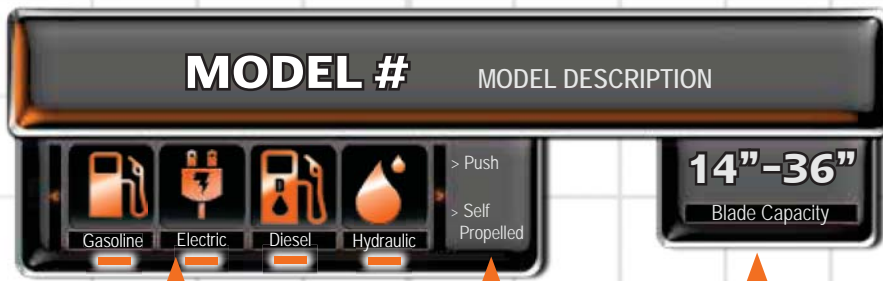 MODEL # MODEL DESCRIPTION
> Push
> Self
Propelled
Gasoline Electric Diesel Hydraulic
14”-36”
Blade Capacity